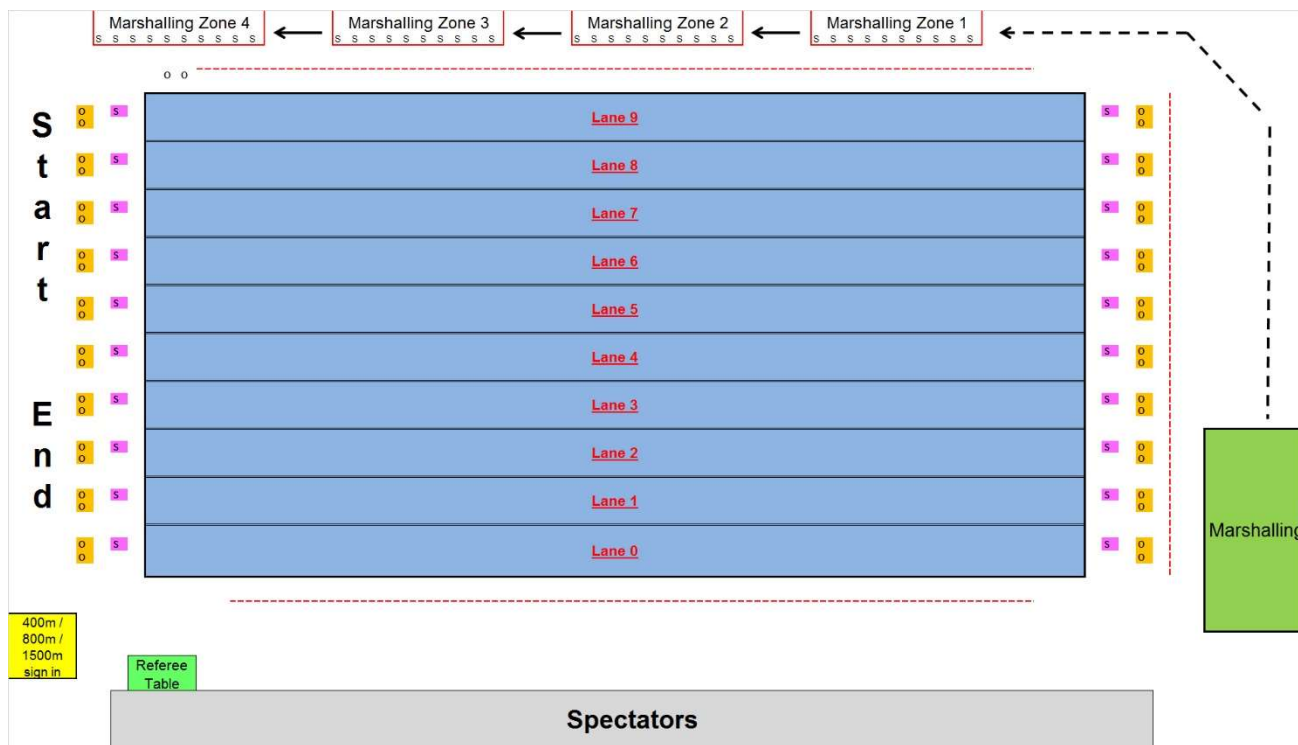 Marshalling Zone 4
S S S S S S S S S S
Marshalling Zone 3
S S S S S S S S S S
Marshalling Zone 2
S S S S S S S S S S
Marshalling Zone 1
S S S S S S S S S S
o o
Start End
o S Lane 9 S o
o o
o S Lane 8 S o
o o
o S Lane 7 S o
o o
o S Lane 6 S o
o o
o S Lane 5 S o
o o
o S Lane 4 S o
o o
o S Lane 3 S o
o o
o S Lane 2 S o
o o
o S Lane 1 S o
o o
o S Lane 0 S o
o o
Marshalling
400m /
800m /
1500m
sign in
Referee
Table
Spectators